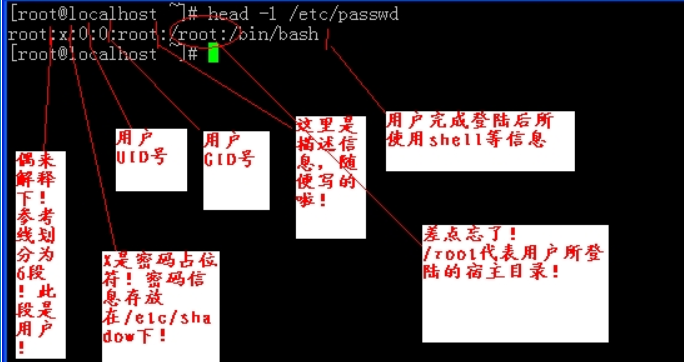 [root@localhost ~]# head -1 /etc/passwd
root:x:0:0:root:/root:/bin/bash
[root@localhost ~]#
偶来
解释
下！
参考
线划
分为
6段
！此
段是
用户
！
用户
UID号
用户
GID号
这里是
描述信
息，随
便写的
啦！
用户完成登陆后所
使用shell等信息
X是密码占位
符！密码信
息存放
在/etc/sha
dow下！
差点忘了！
/root代表用户所登
陆的宿主目录！